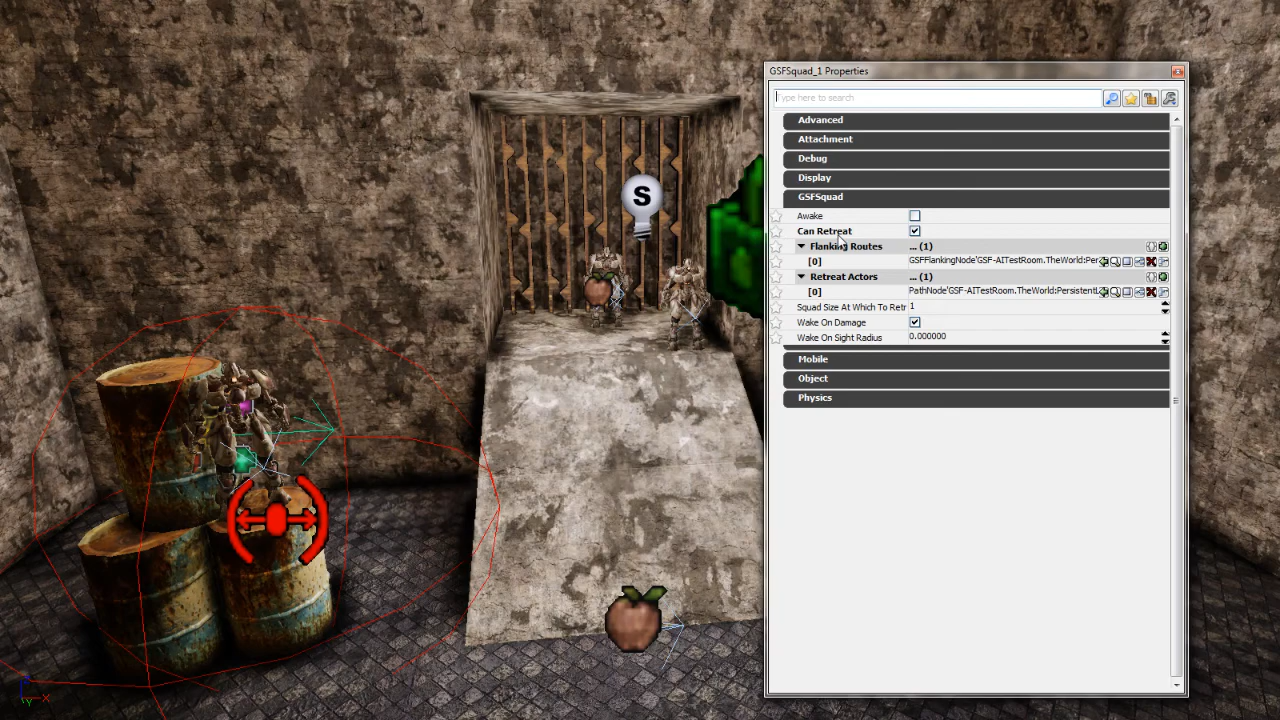 GSFSquad_1 Properties
Type here to search
Advanced
Attachment
Debug
Display
GSFSquad
Awake
Can Retreat
Flanking Routes ... (1)
[0] GSFFlankingNode'GSF-AITestRoom.TheWorld:Per
Retreat Actors ... (1)
[0] PathNode'GSF-AITestRoom.TheWorld:PersistentL
Squad Size At Which To Retr 1
Wake On Damage
Wake On Sight Radius 0.000000
Mobile
Object
Physics
S
X
Y